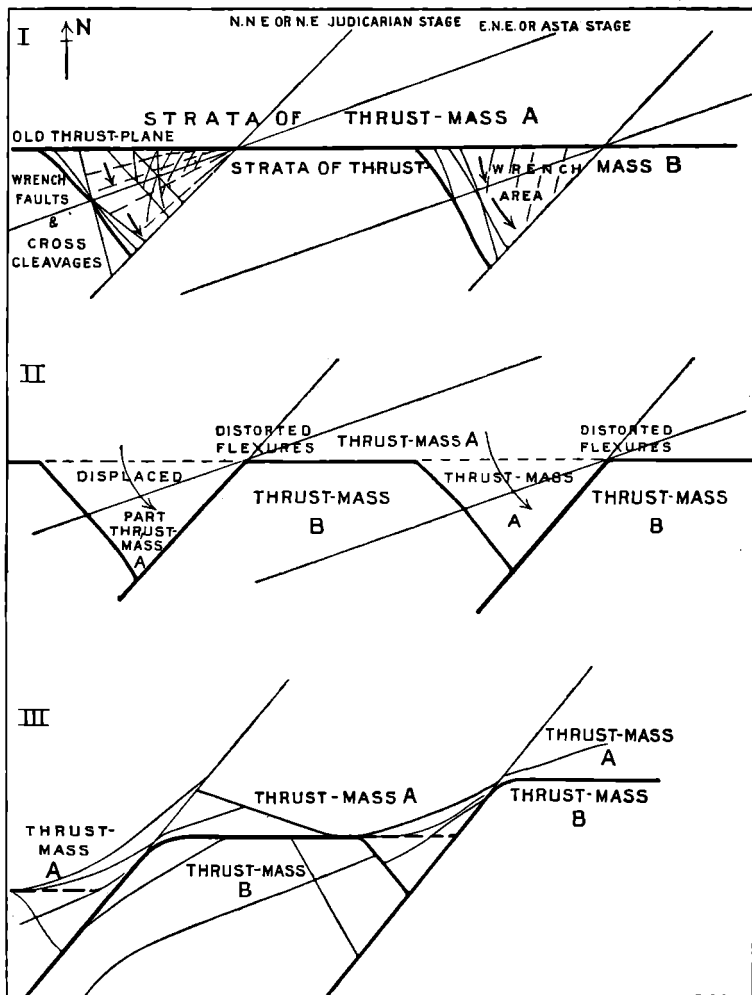 I
N
N.N E OR N.E JUDICARIAN STAGE
E.N.E. OR ASTA STAGE
STRATA OF THRUST-MASS A
OLD THRUST-PLANE
STRATA OF THRUST-
MASS B
WRENCH
FAULTS
&
CROSS
CLEAVAGES
WRENCH
AREA
II
DISTORTED
FLEXURES
THRUST-MASS A
DISTORTED
FLEXURES
DISPLACED
PART
THRUST-
MASS
A
THRUST-MASS
B
THRUST-MASS
A
THRUST-MASS
B
III
THRUST-MASS
A
THRUST-MASS A
THRUST-MASS
B
THRUST-
MASS
A
THRUST-MASS
B